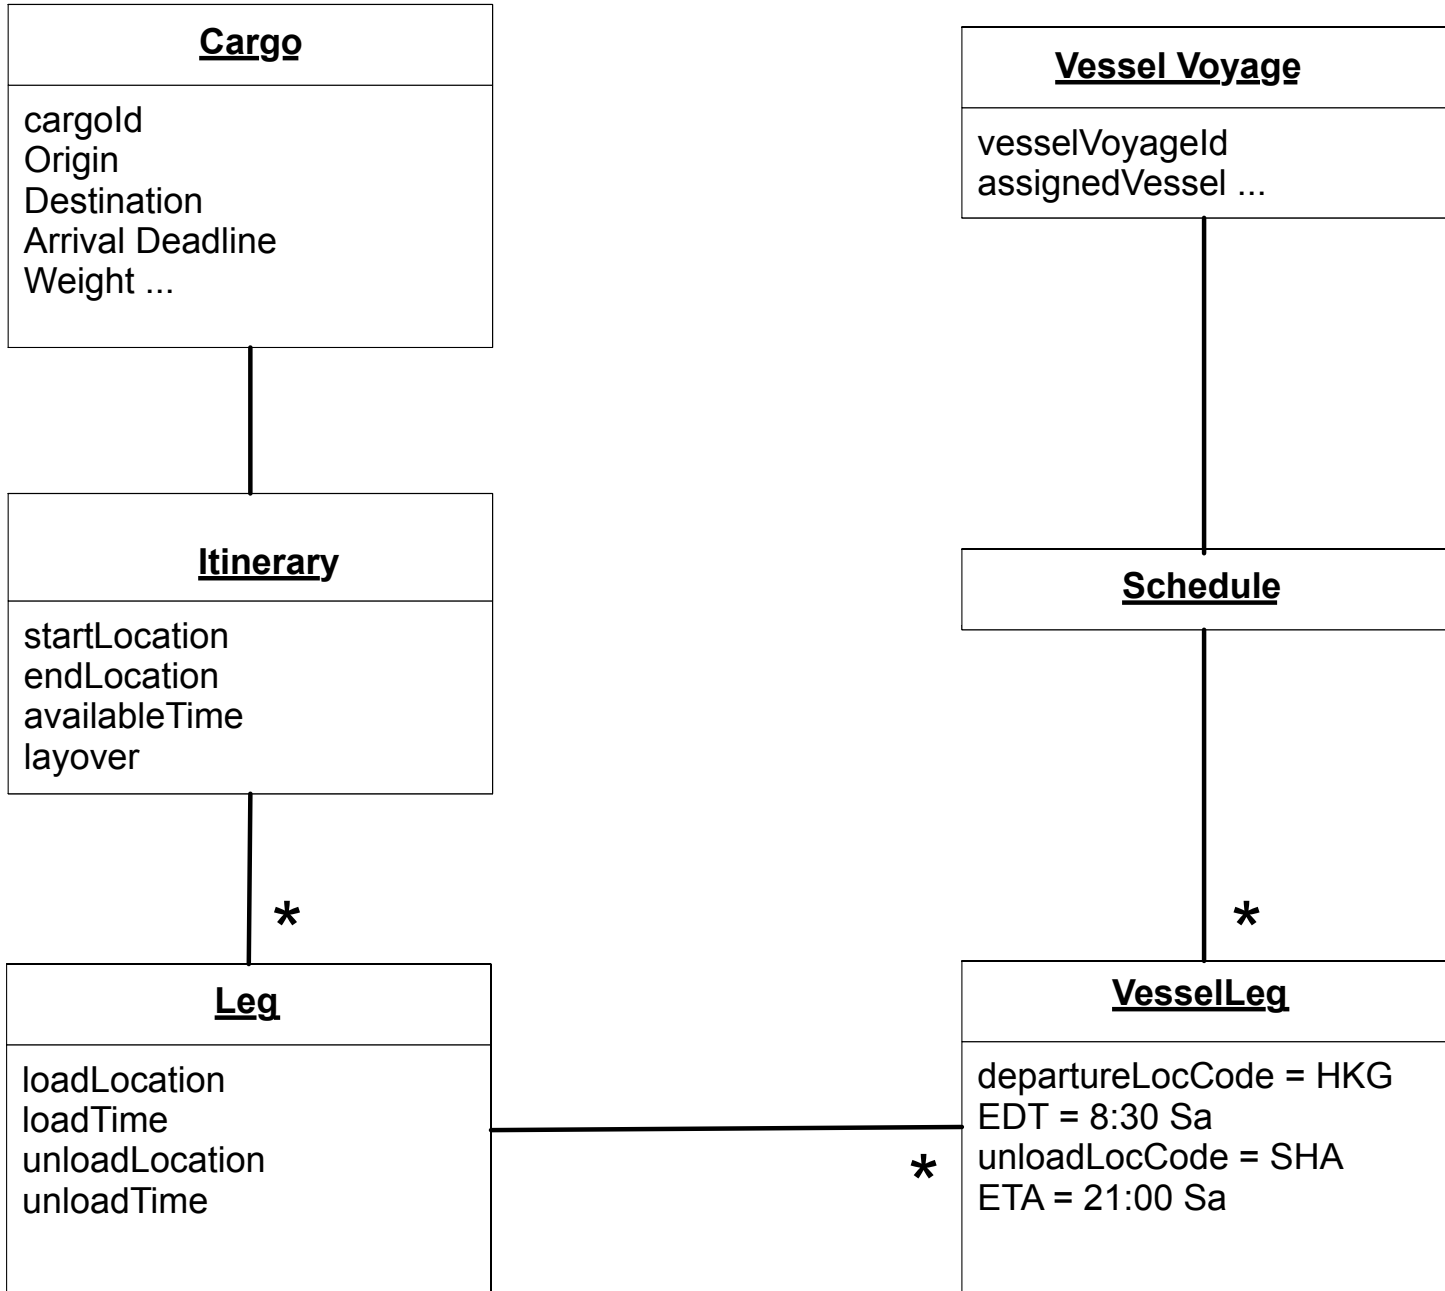 Cargo
cargoId
Origin
Destination
Arrival Deadline
Weight ...
Vessel Voyage
vesselVoyageId
assignedVessel ...
Itinerary
startLocation
endLocation
availableTime
layover
Schedule
*
*
Leg
loadLocation
loadTime
unloadLocation
unloadTime
*
VesselLeg
departureLocCode = HKG
EDT = 8:30 Sa
unloadLocCode = SHA
ETA = 21:00 Sa